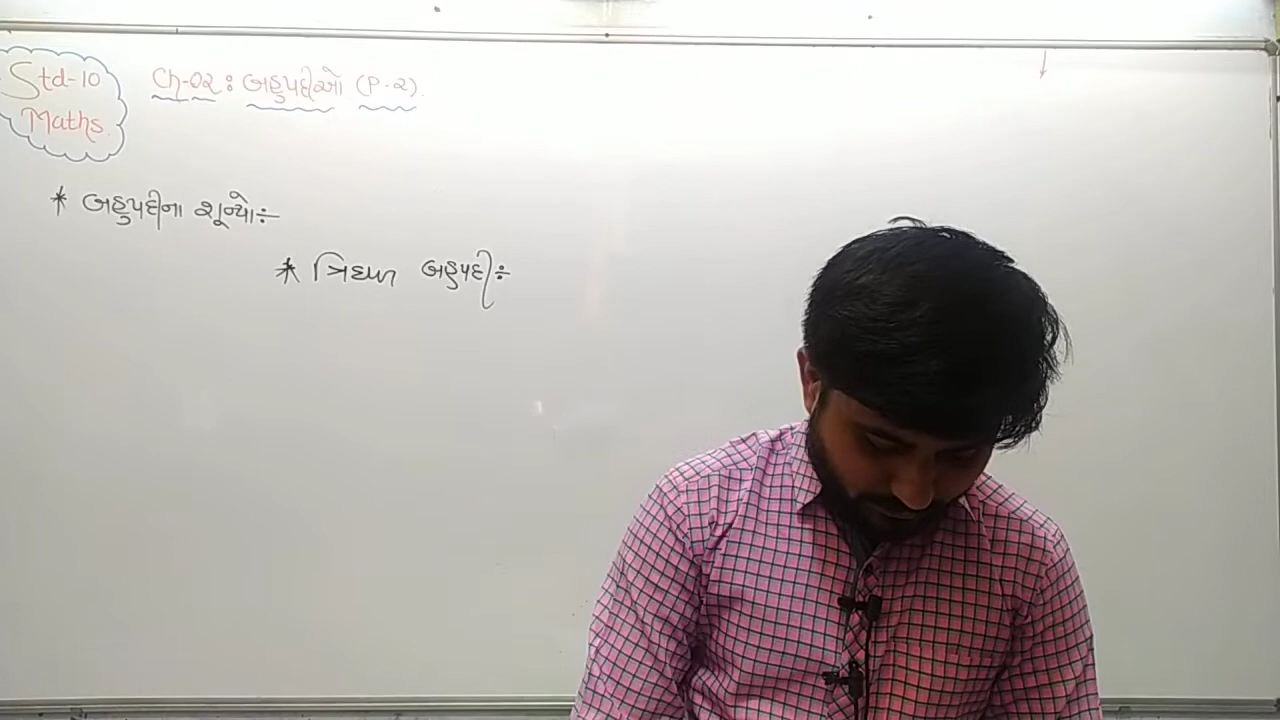 Std-10
Maths.
Ch-02 : બહુપદીઓ (P-2).
* બહુપદીના શૂન્યો:-
* ત્રિઘાત બહુપદી:-